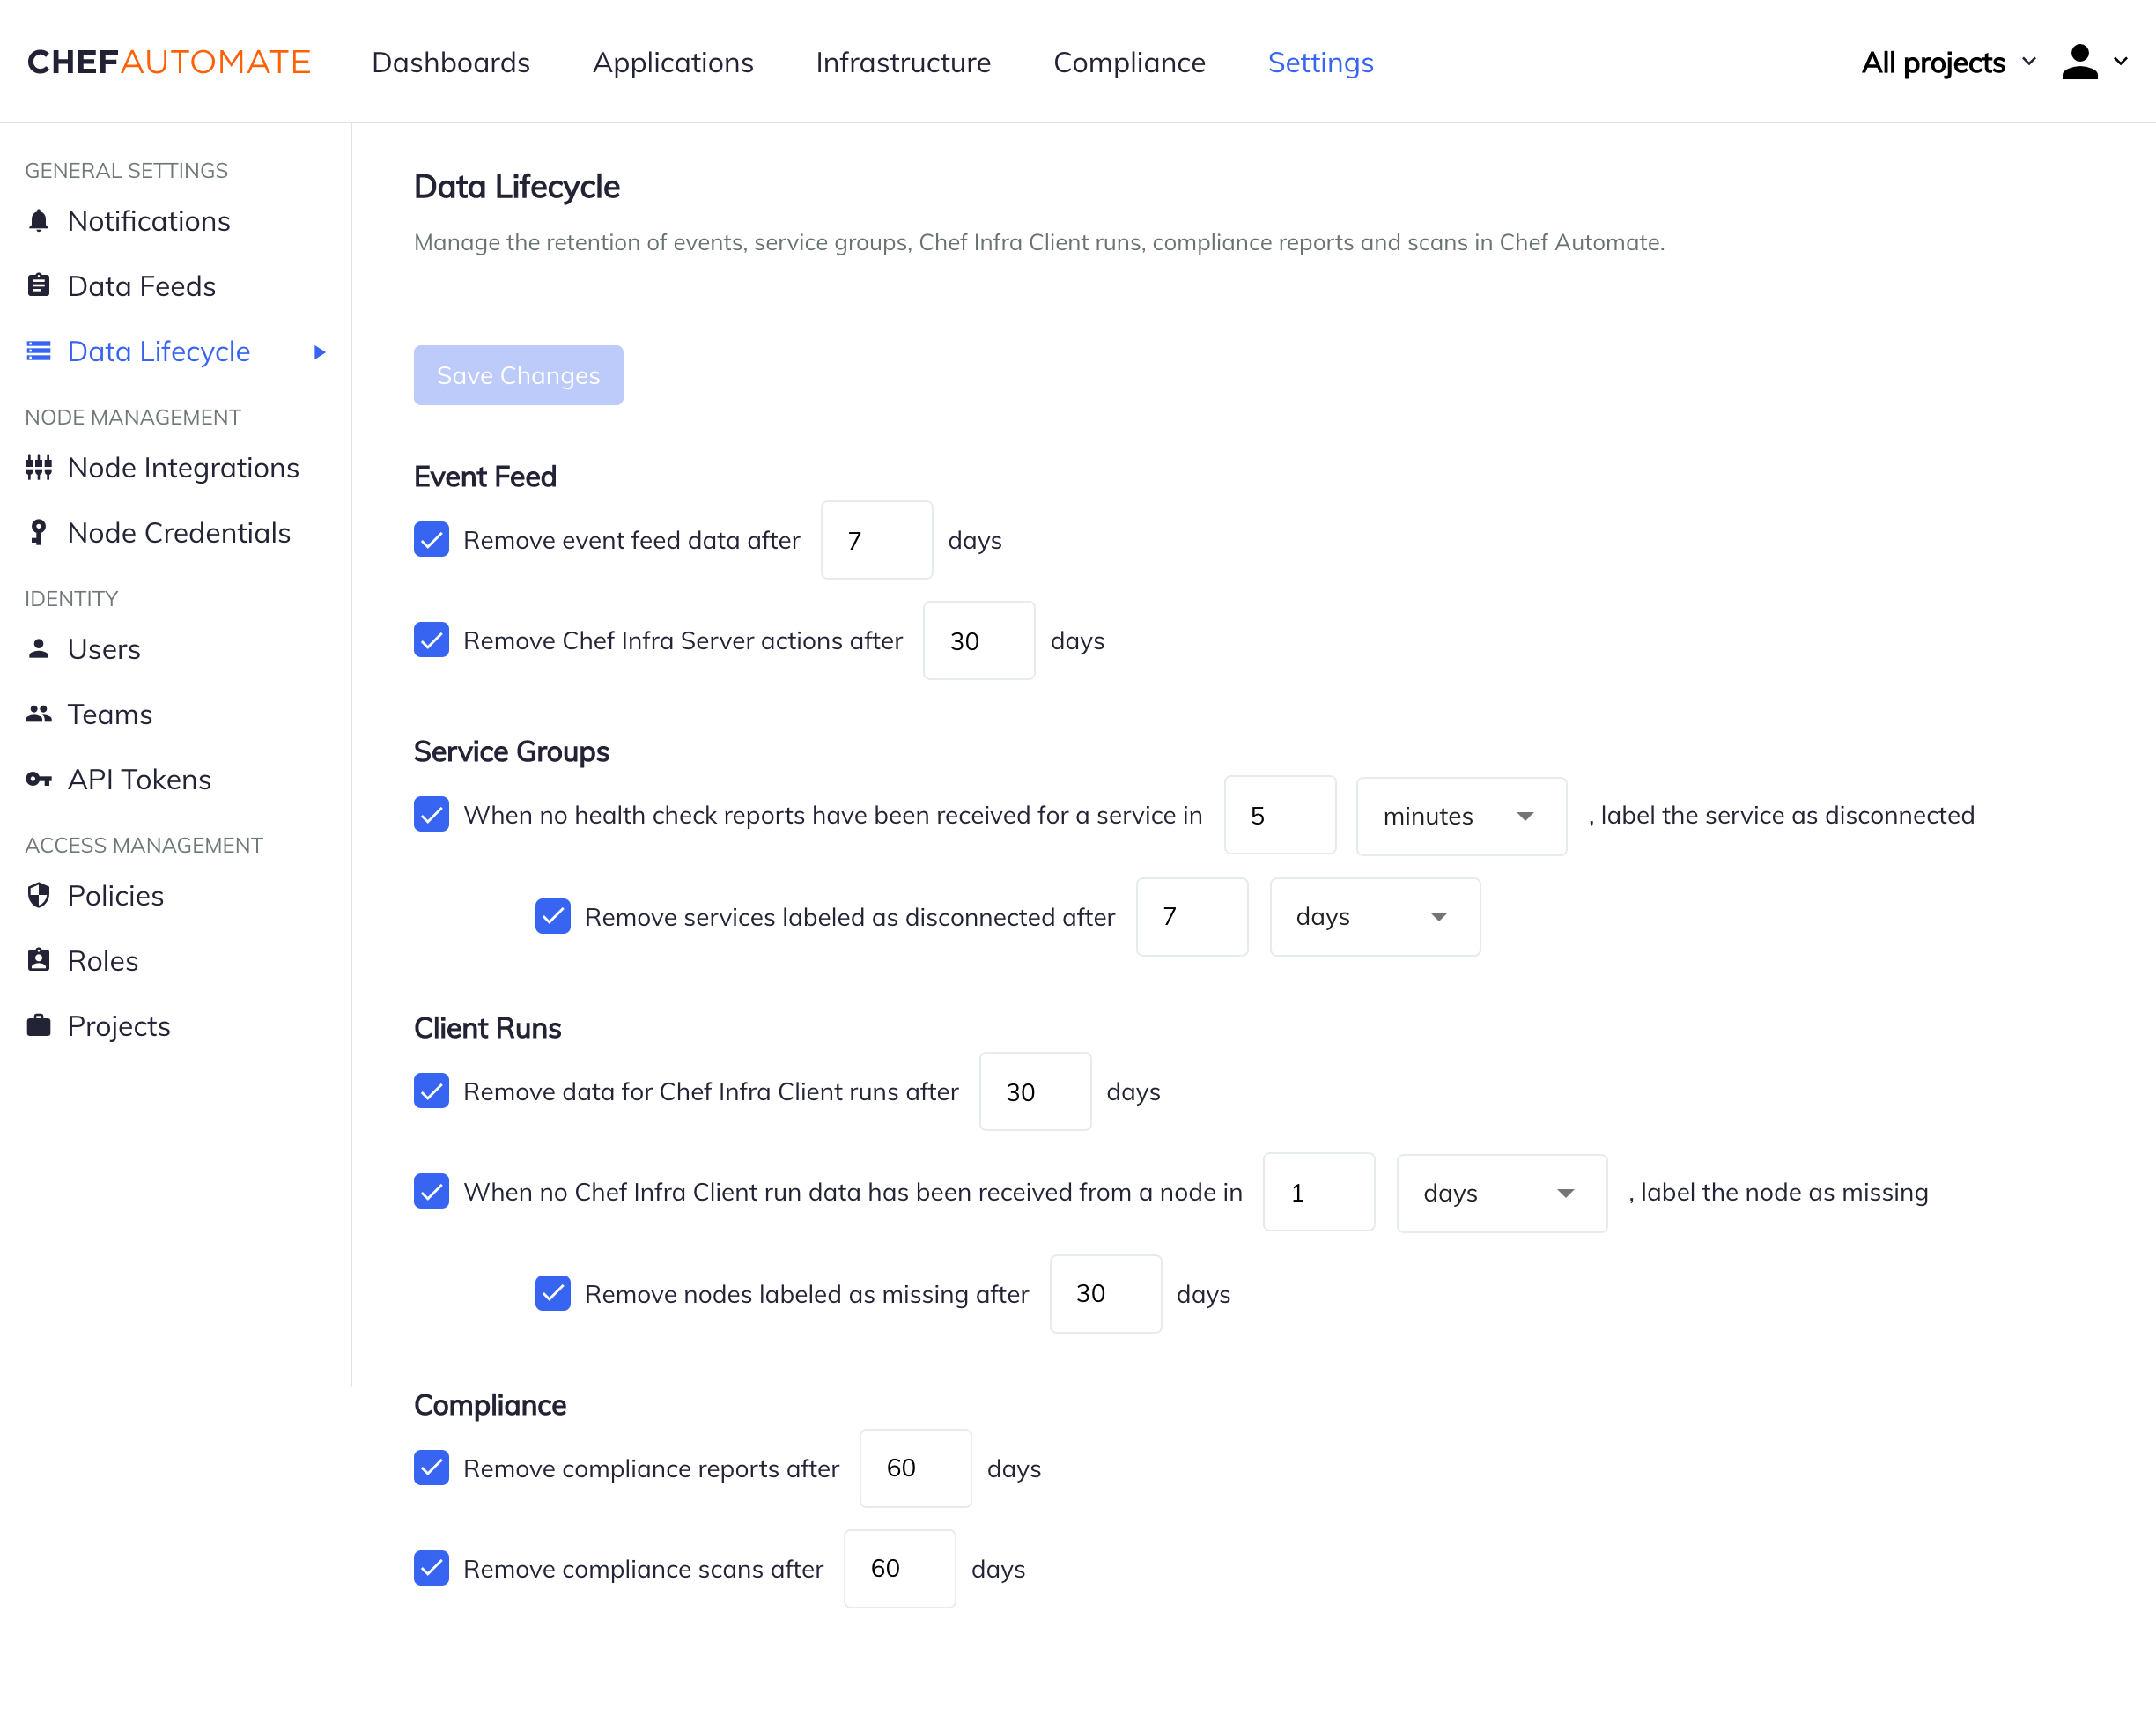 CHEFAUTOMATE Dashboards Applications Infrastructure Compliance Settings All projects
GENERAL SETTINGS
Notifications
Data Feeds
Data Lifecycle
NODE MANAGEMENT
Node Integrations
Node Credentials
IDENTITY
Users
Teams
API Tokens
ACCESS MANAGEMENT
Policies
Roles
Projects
Data Lifecycle
Manage the retention of events, service groups, Chef Infra Client runs, compliance reports and scans in Chef Automate.
Save Changes
Event Feed
Remove event feed data after 7 days
Remove Chef Infra Server actions after 30 days
Service Groups
When no health check reports have been received for a service in 5 minutes , label the service as disconnected
Remove services labeled as disconnected after 7 days
Client Runs
Remove data for Chef Infra Client runs after 30 days
When no Chef Infra Client run data has been received from a node in 1 days , label the node as missing
Remove nodes labeled as missing after 30 days
Compliance
Remove compliance reports after 60 days
Remove compliance scans after 60 days